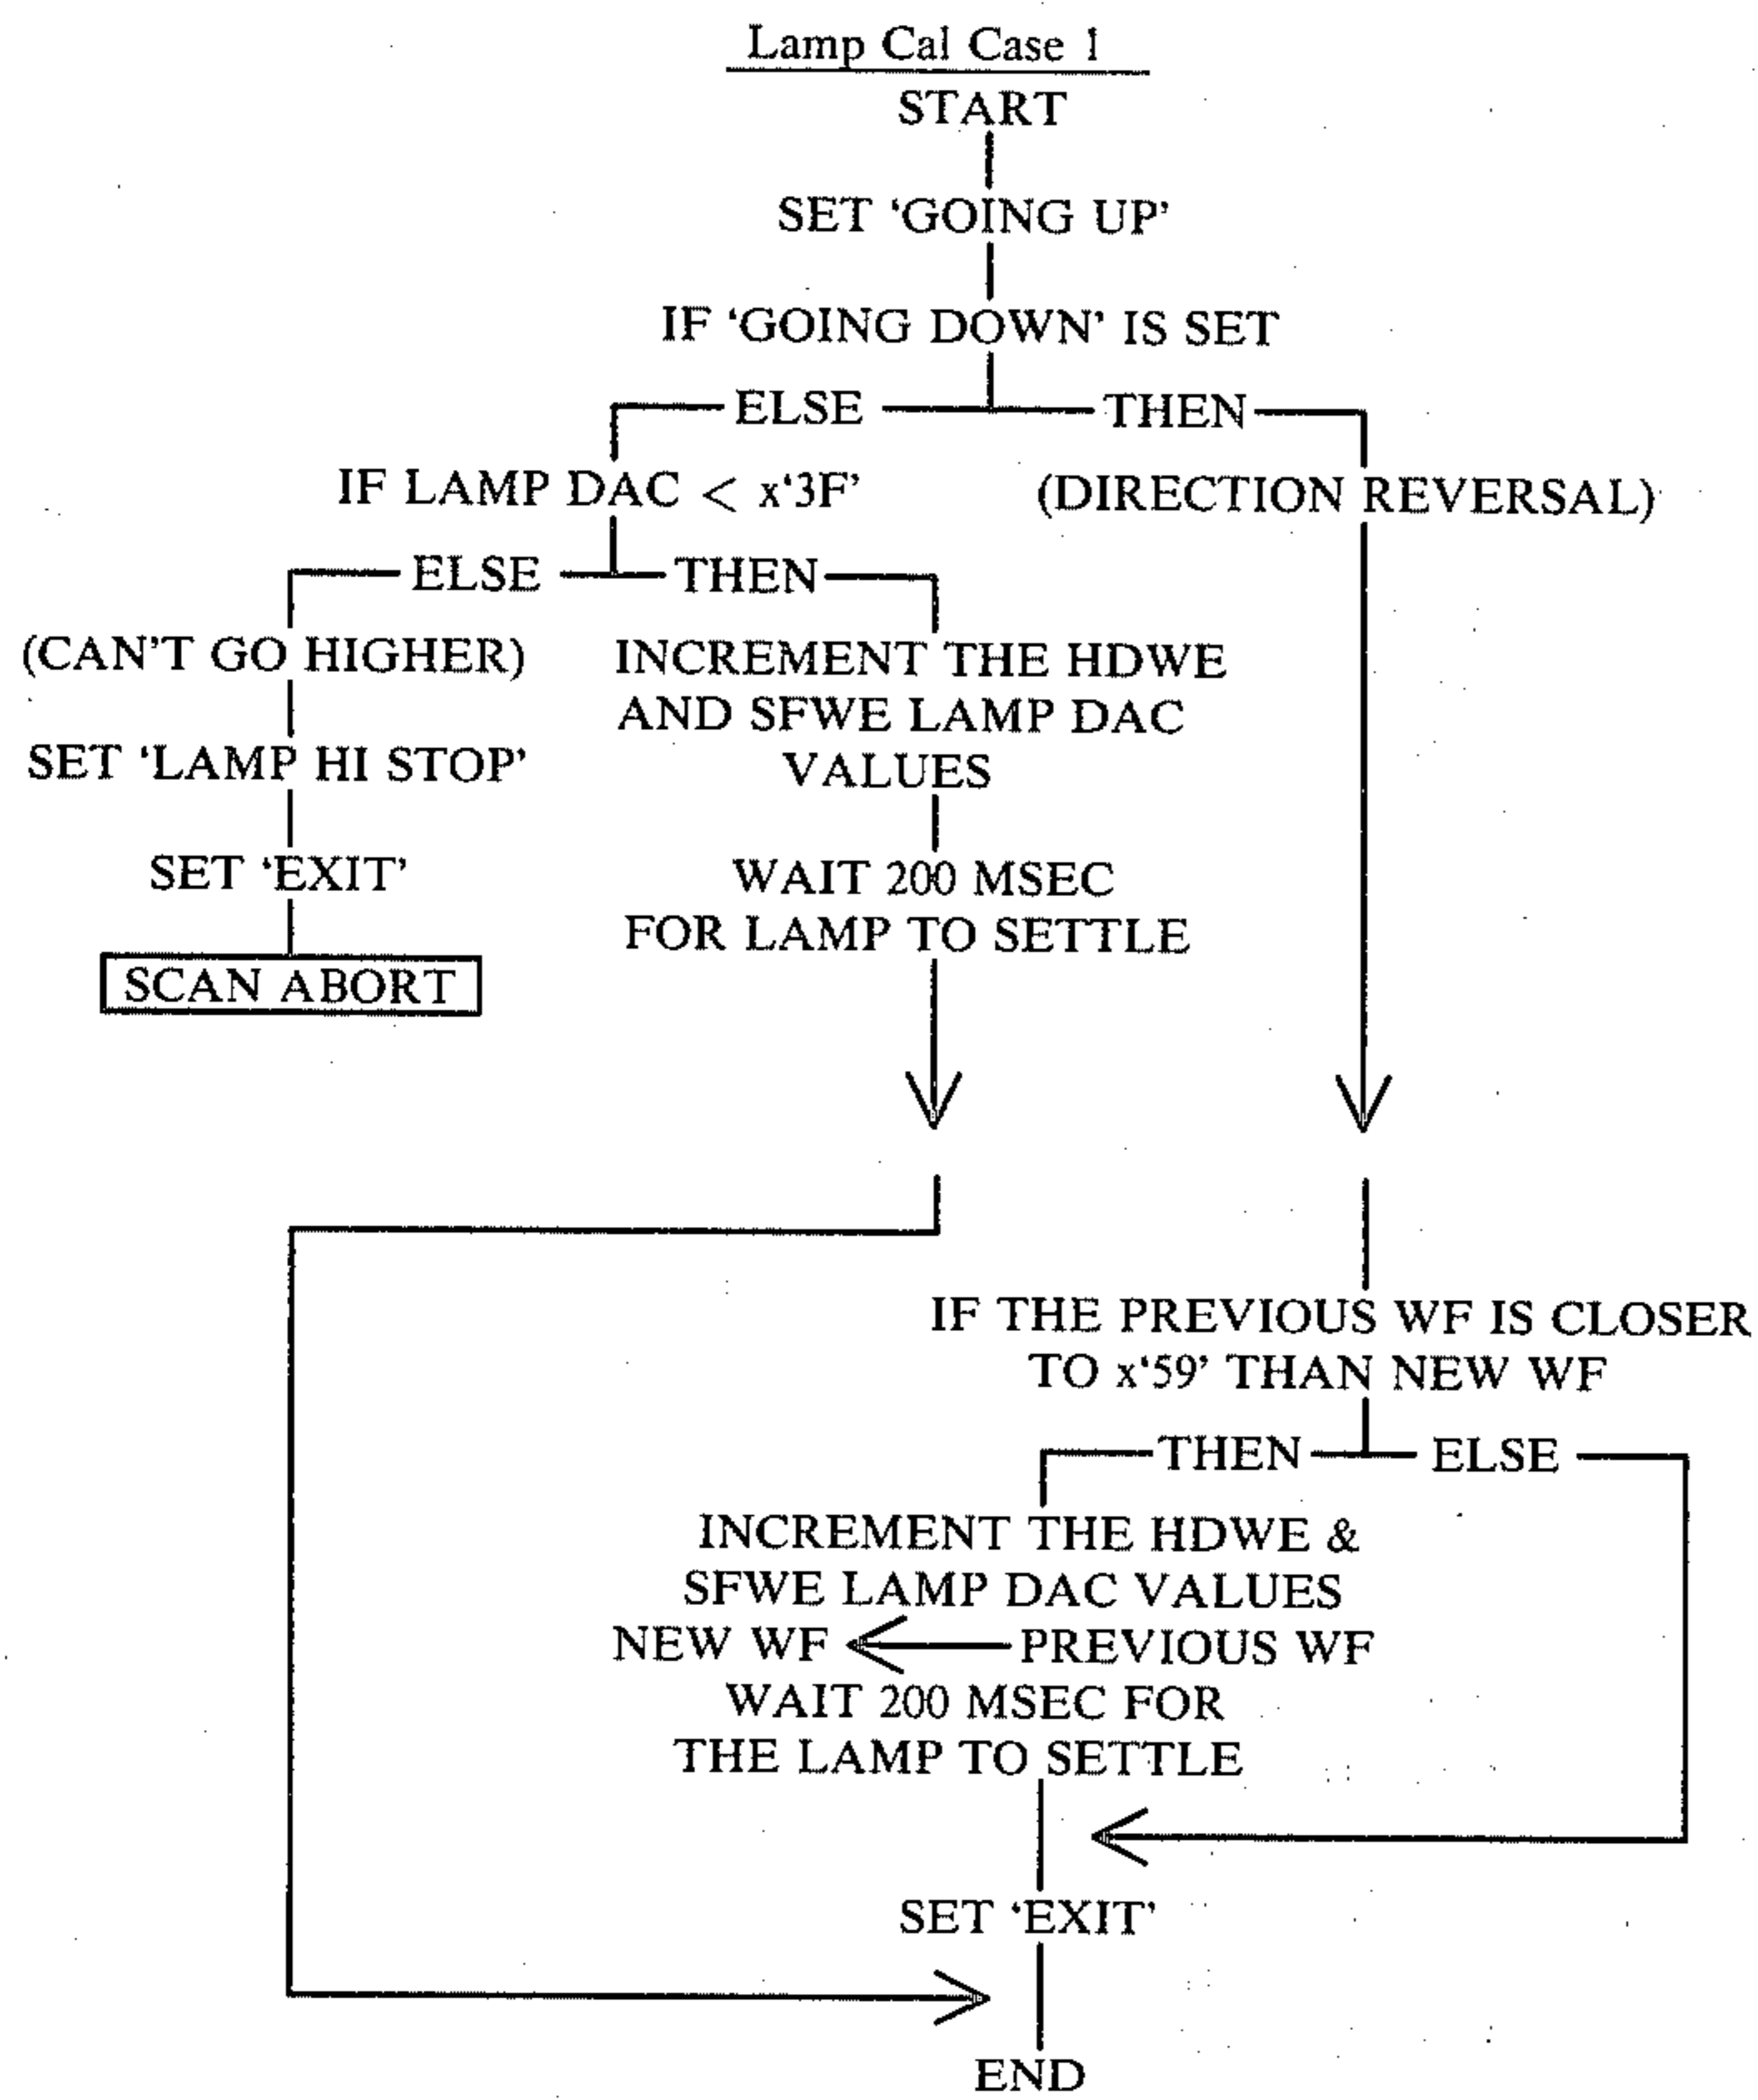 Lamp Cal Case 1
START
SET ‘GOING UP’
IF ‘GOING DOWN’ IS SET
ELSE THEN
IF LAMP DAC < x‘3F’ (DIRECTION REVERSAL)
ELSE THEN
(CAN'T GO HIGHER)
SET ‘LAMP HI STOP’
SET ‘EXIT’
SCAN ABORT
INCREMENT THE HDWE
AND SFWE LAMP DAC
VALUES
WAIT 200 MSEC
FOR LAMP TO SETTLE
IF THE PREVIOUS WF IS CLOSER
TO x‘59’ THAN NEW WF
THEN ELSE
INCREMENT THE HDWE &
SFWE LAMP DAC VALUES
NEW WF PREVIOUS WF
WAIT 200 MSEC FOR
THE LAMP TO SETTLE
SET ‘EXIT’
END